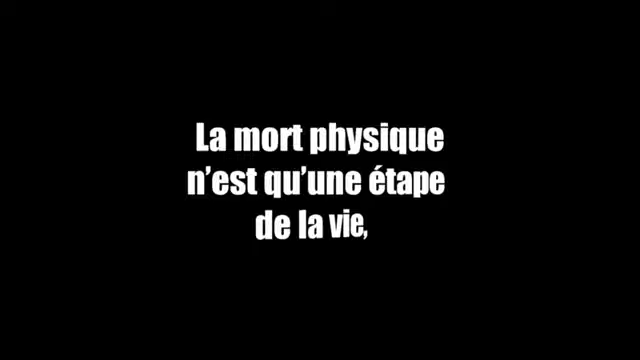 La mort physique
n’est qu’une étape
de la vie,